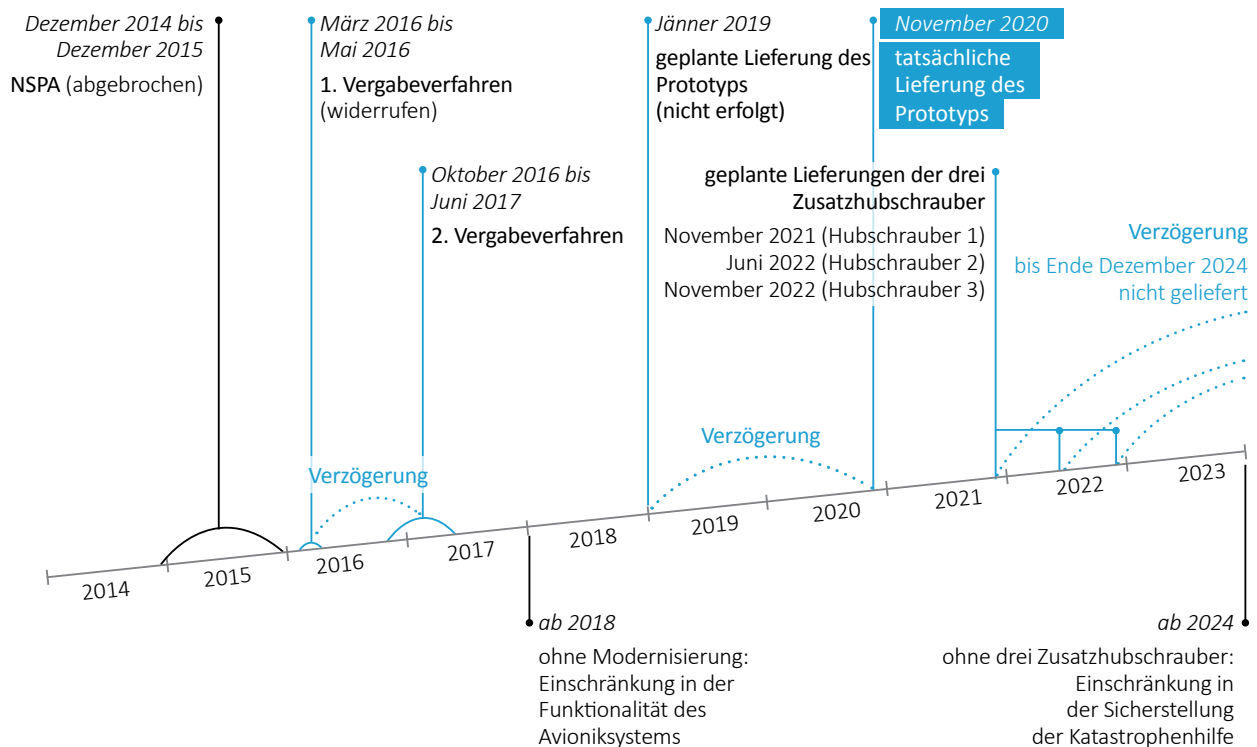 Dezember 2014 bis
Dezember 2015
NSPA (abgebrochen)
März 2016 bis
Mai 2016
1. Vergabeverfahren
(widerrufen)
Oktober 2016 bis
Juni 2017
2. Vergabeverfahren
Jänner 2019
geplante Lieferung des
Prototyps
(nicht erfolgt)
November 2020
tatsächliche
Lieferung des
Prototyps
geplante Lieferungen der drei
Zusatzhubschrauber
November 2021 (Hubschrauber 1)
Juni 2022 (Hubschrauber 2)
November 2022 (Hubschrauber 3)
Verzögerung
bis Ende Dezember 2024
nicht geliefert
Verzögerung
Verzögerung
2014
2015
2016
2017
2018
2019
2020
2021
2022
2023
ab 2018
ohne Modernisierung:
Einschränkung in der
Funktionalität des
Avioniksystems
ab 2024
ohne drei Zusatzhubschrauber:
Einschränkung in
der Sicherstellung
der Katastrophenhilfe